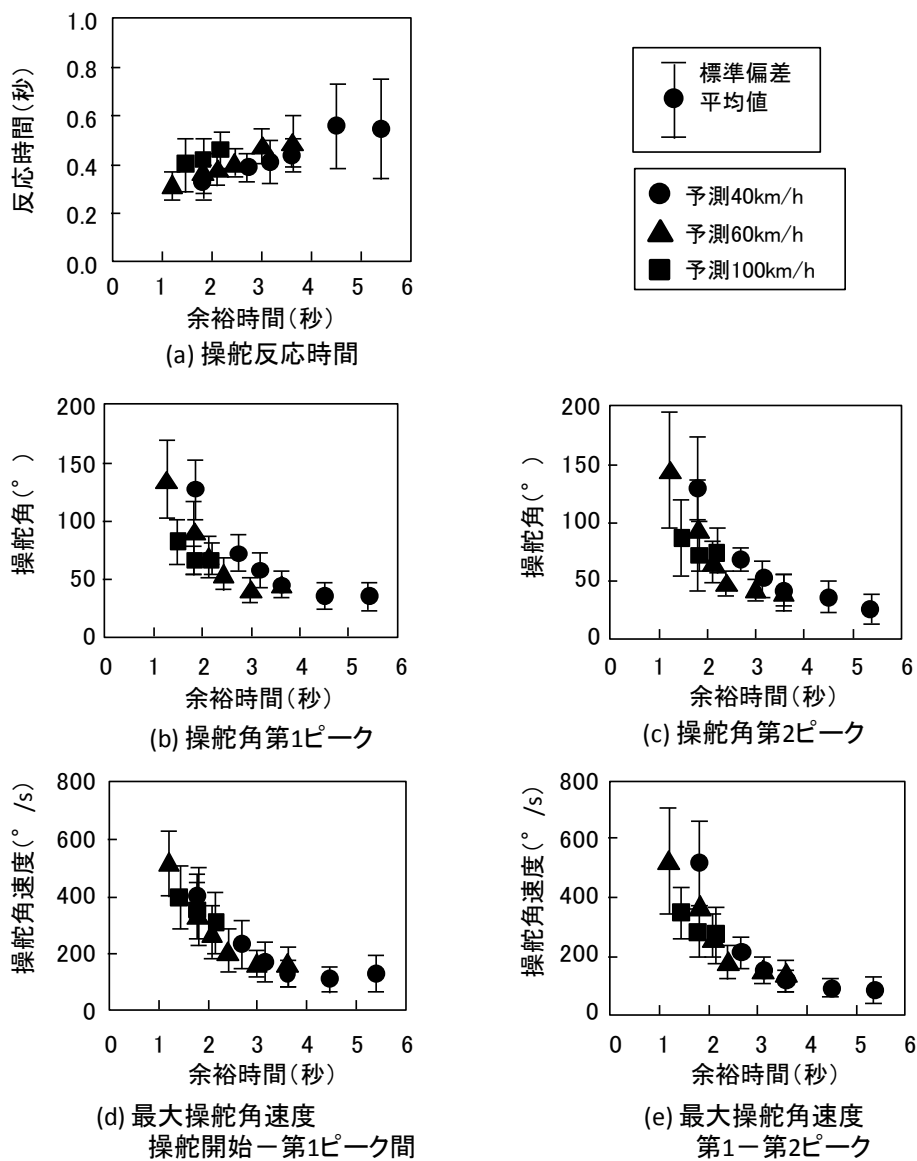 反応時間(秒)
1.0
0.8
0.6
0.4
0.2
0.0
0 1 2 3 4 5 6
余裕時間(秒)
(a) 操舵反応時間
標準偏差
平均値
予測40km/h
予測60km/h
予測100km/h
操舵角(°)
200
150
100
50
0
0 1 2 3 4 5 6
余裕時間(秒)
(b) 操舵角第1ピーク
操舵角(°)
200
150
100
50
0
0 1 2 3 4 5 6
余裕時間(秒)
(c) 操舵角第2ピーク
操舵角速度(°/s)
800
600
400
200
0
0 1 2 3 4 5 6
余裕時間(秒)
(d) 最大操舵角速度
操舵開始－第1ピーク間
操舵角速度(°/s)
800
600
400
200
0
0 1 2 3 4 5 6
余裕時間(秒)
(e) 最大操舵角速度
第1－第2ピーク